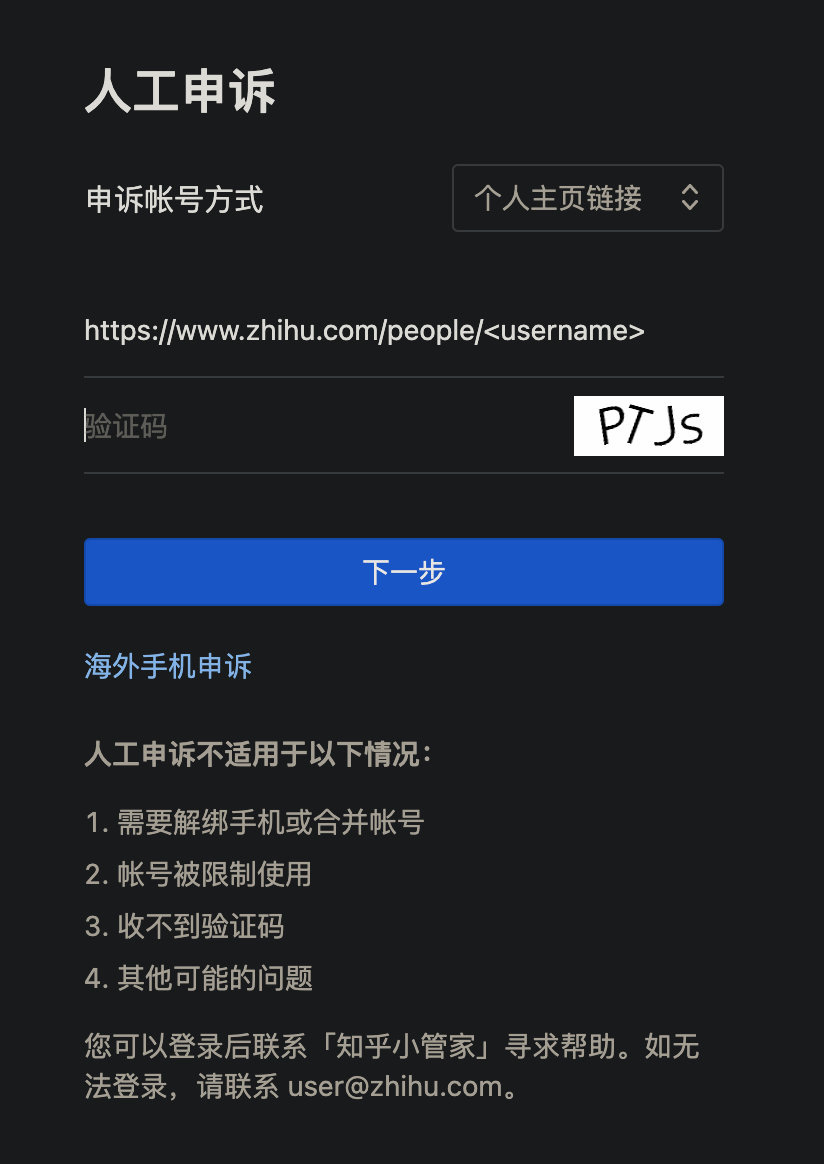 人工申诉
申诉帐号方式 个人主页链接
https://www.zhihu.com/people/<username>
验证码 PTJS
下一步
海外手机申诉
人工申诉不适用于以下情况：
1. 需要解绑手机或合并帐号
2. 帐号被限制使用
3. 收不到验证码
4. 其他可能的问题
您可以登录后联系「知乎小管家」寻求帮助。如无
法登录，请联系 user@zhihu.com。